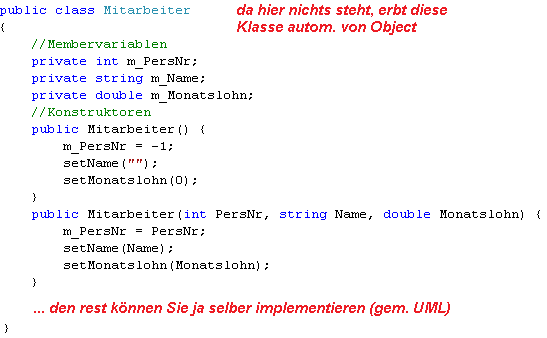 public class Mitarbeiter da hier nichts steht, erbt diese
Klasse autom. von Object
{
//Membervariablen
private int m_PersNr;
private string m_Name;
private double m_Monatslohn;
//Konstruktoren
public Mitarbeiter() {
m_PersNr = -1;
setName("");
setMonatslohn(0);
}
public Mitarbeiter(int PersNr, string Name, double Monatslohn) {
m_PersNr = PersNr;
setName(Name);
setMonatslohn(Monatslohn);
}
... den rest können Sie ja selber implementieren (gem. UML)
}